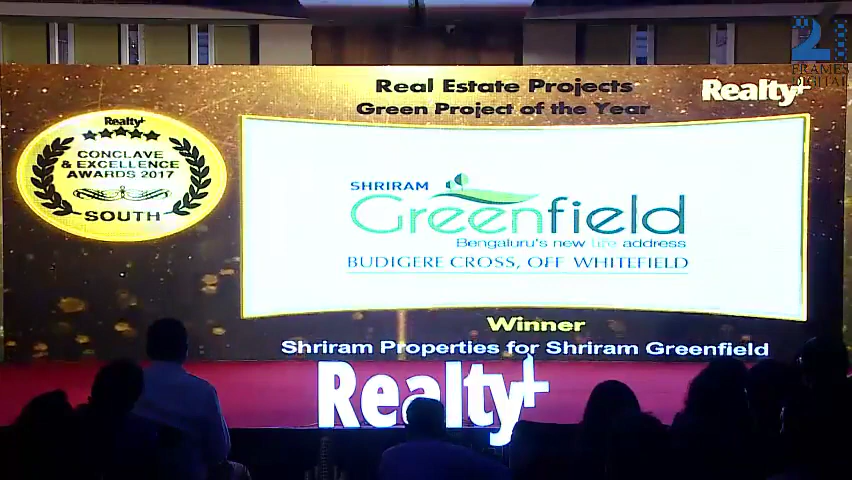 21
FRAMES
DIGITAL
Real Estate Projects
Green Project of the Year
Realty+
Realty+
CONCLAVE
& EXCELLENCE
AWARDS 2017
SOUTH
SHRIRAM
Greenfield
Bengaluru's new life address
BUDIGERE CROSS, OFF WHITEFIELD
Winner
Shriram Properties for Shriram Greenfield
Realty+